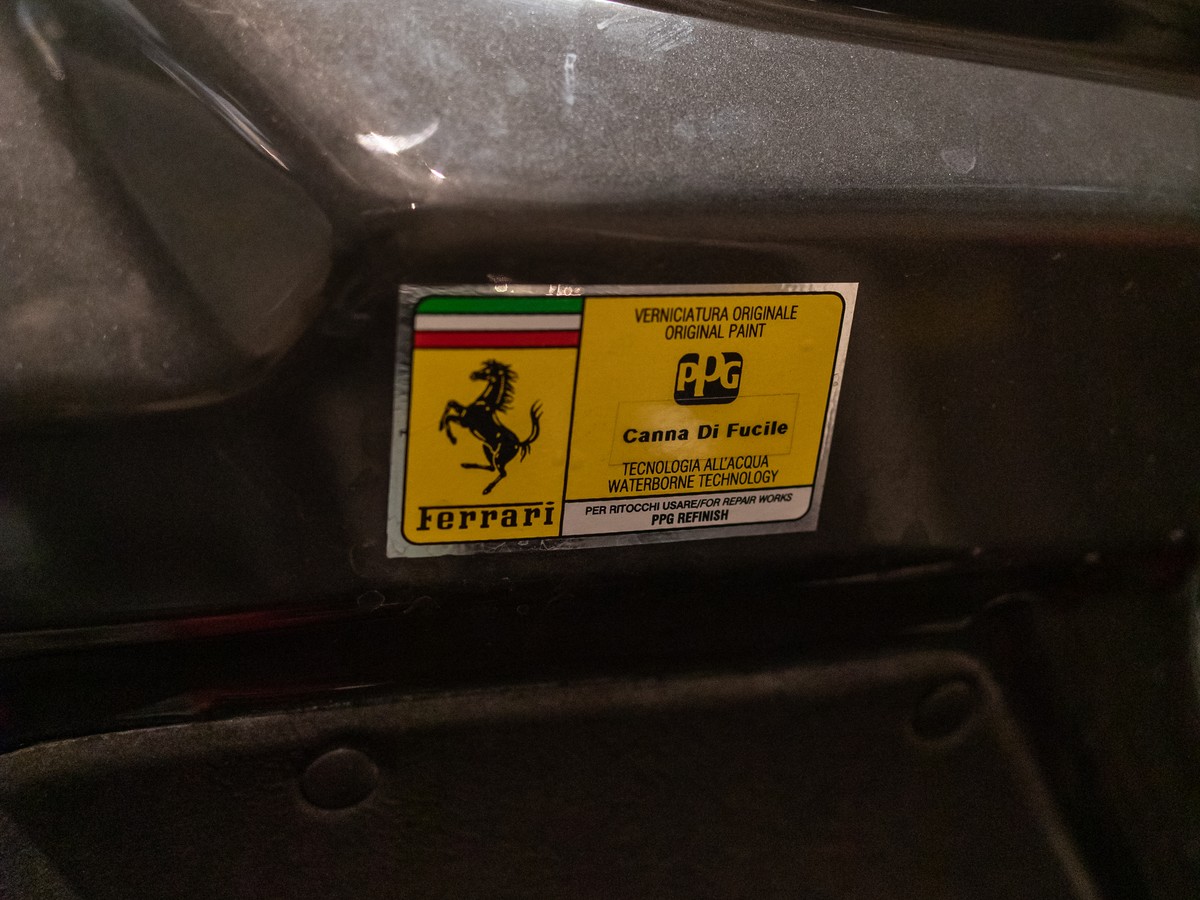 Ferrari
VERNICIATURA ORIGINALE
ORIGINAL PAINT
PPG
Canna Di Fucile
TECNOLOGIA ALL'ACQUA
WATERBORNE TECHNOLOGY
PER RITOCCHI USARE/FOR REPAIR WORKS
PPG REFINISH